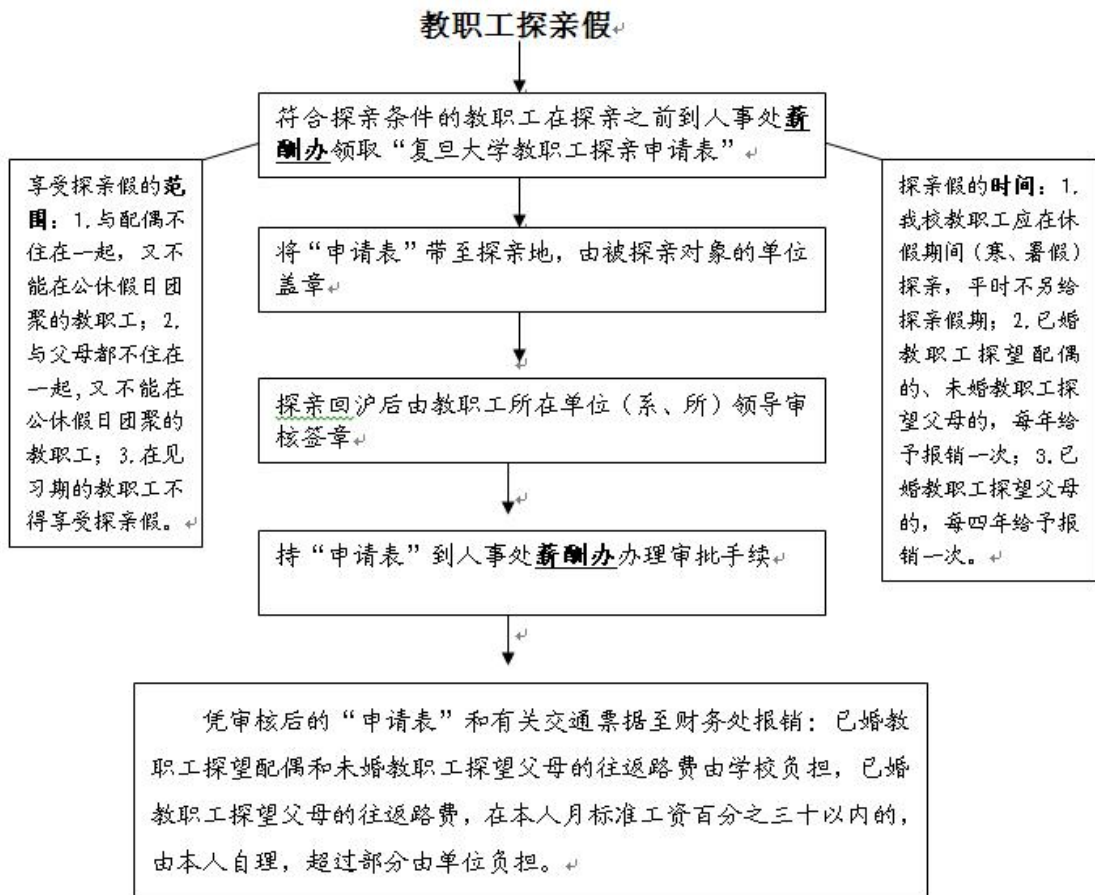 教职工探亲假
符合探亲条件的教职工在探亲之前到人事处薪
酬办领取“复旦大学教职工探亲申请表”
享受探亲假的范
围：1.与配偶不
住在一起，又不
能在公休假日团
聚的教职工；2.
与父母都不住在
一起，又不能在
公休假日团聚的
教职工；3.在见
习期的教职工不
得享受探亲假。
探亲假的时间：1.
我校教职工应在休
假期间（寒、暑假）
探亲，平时不另给
探亲假期；2.已婚
教职工探望配偶
的、未婚教职工探
望父母的，每年给
予报销一次；3.已
婚教职工探望父母
的，每四年给予报
销一次。
将“申请表”带至探亲地，由被探亲对象的单位
盖章
探亲回沪后由教职工所在单位（系、所）领导审
核签章
持“申请表”到人事处薪酬办办理审批手续
凭审核后的“申请表”和有关交通票据至财务处报销：已婚教
职工探望配偶和未婚教职工探望父母的往返路费由学校负担，已婚
教职工探望父母的往返路费，在本人月标准工资百分之三十以内的，
由本人自理，超过部分由单位负担。